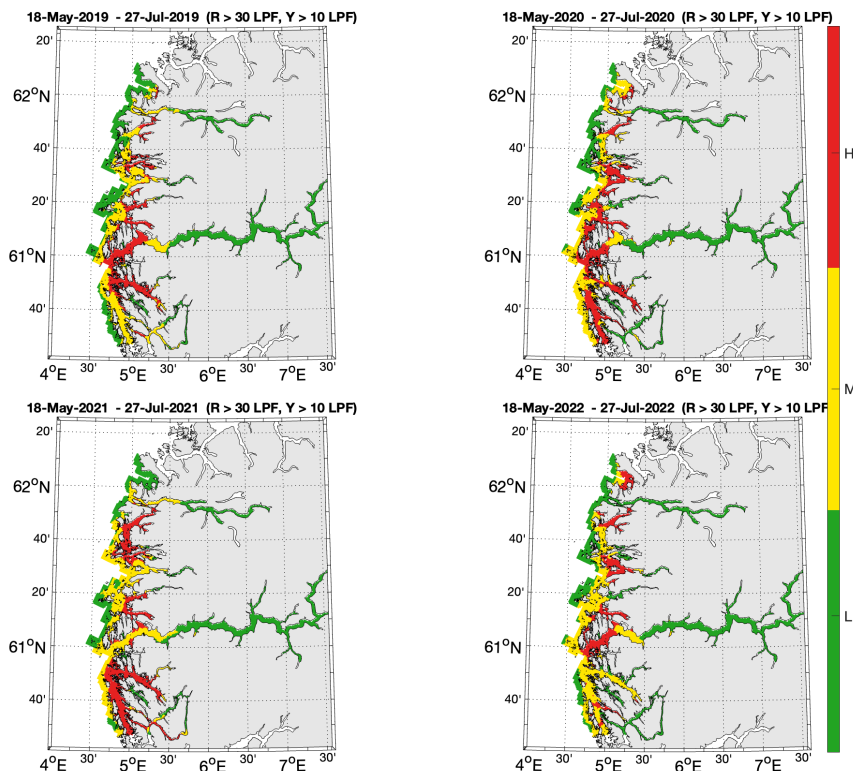 18-May-2019 - 27-Jul-2019 (R > 30 LPF, Y > 10 LPF)
20'
62°N
40'
20'
61°N
40'
4°E 30' 5°E 30' 6°E 30' 7°E 30'
18-May-2020 - 27-Jul-2020 (R > 30 LPF, Y > 10 LPF)
20'
62°N
40'
20'
61°N
40'
4°E 30' 5°E 30' 6°E 30' 7°E 30'
18-May-2021 - 27-Jul-2021 (R > 30 LPF, Y > 10 LPF)
20'
62°N
40'
20'
61°N
40'
4°E 30' 5°E 30' 6°E 30' 7°E 30'
18-May-2022 - 27-Jul-2022 (R > 30 LPF, Y > 10 LPF
20'
62°N
40'
20'
61°N
40'
4°E 30' 5°E 30' 6°E 30' 7°E 30'
H
M
L